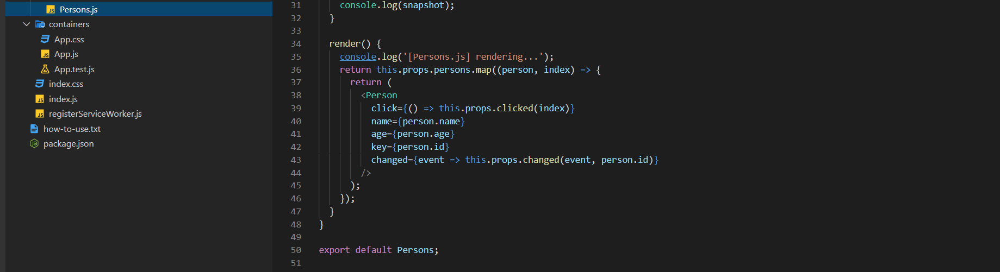 Persons.js
containers
App.css
App.js
App.test.js
index.css
index.js
registerServiceWorker.js
how-to-use.txt
package.json
31 console.log(snapshot);
32 }
33
34 render() {
35 console.log('[Persons.js] rendering...');
36 return this.props.persons.map((person, index) => {
37 return (
38 <Person
39 click={() => this.props.clicked(index)}
40 name={person.name}
41 age={person.age}
42 key={person.id}
43 changed={event => this.props.changed(event, person.id)}
44 />
45 );
46 });
47 }
48 }
49
50 export default Persons;
51